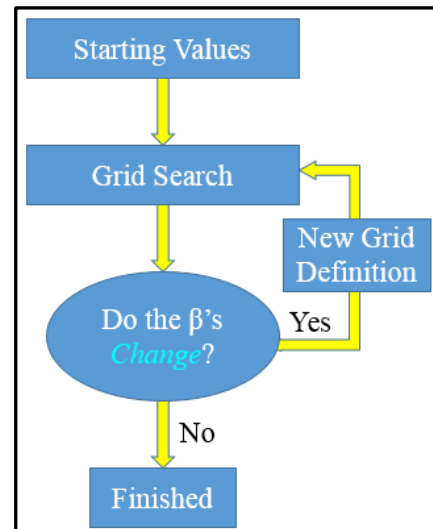 Starting Values
Grid Search
New Grid
Definition
Do the β's
Change?
Yes
No
Finished